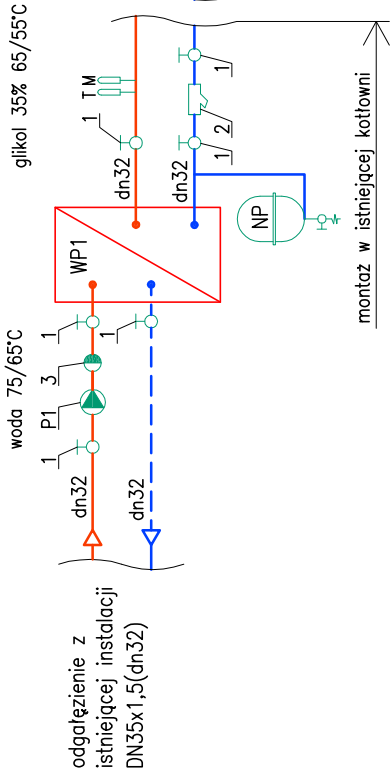 glikol 35% 65/55°C
woda 75/65°C
T M
1
1
2
1
dn32
dn32
WP1
NP
1
3
P1
1
1
dn32
dn32
odgałęzienie z
istniejącej instalacji
DN35x1,5(dn32)
montaż w istniejącej kotłowni